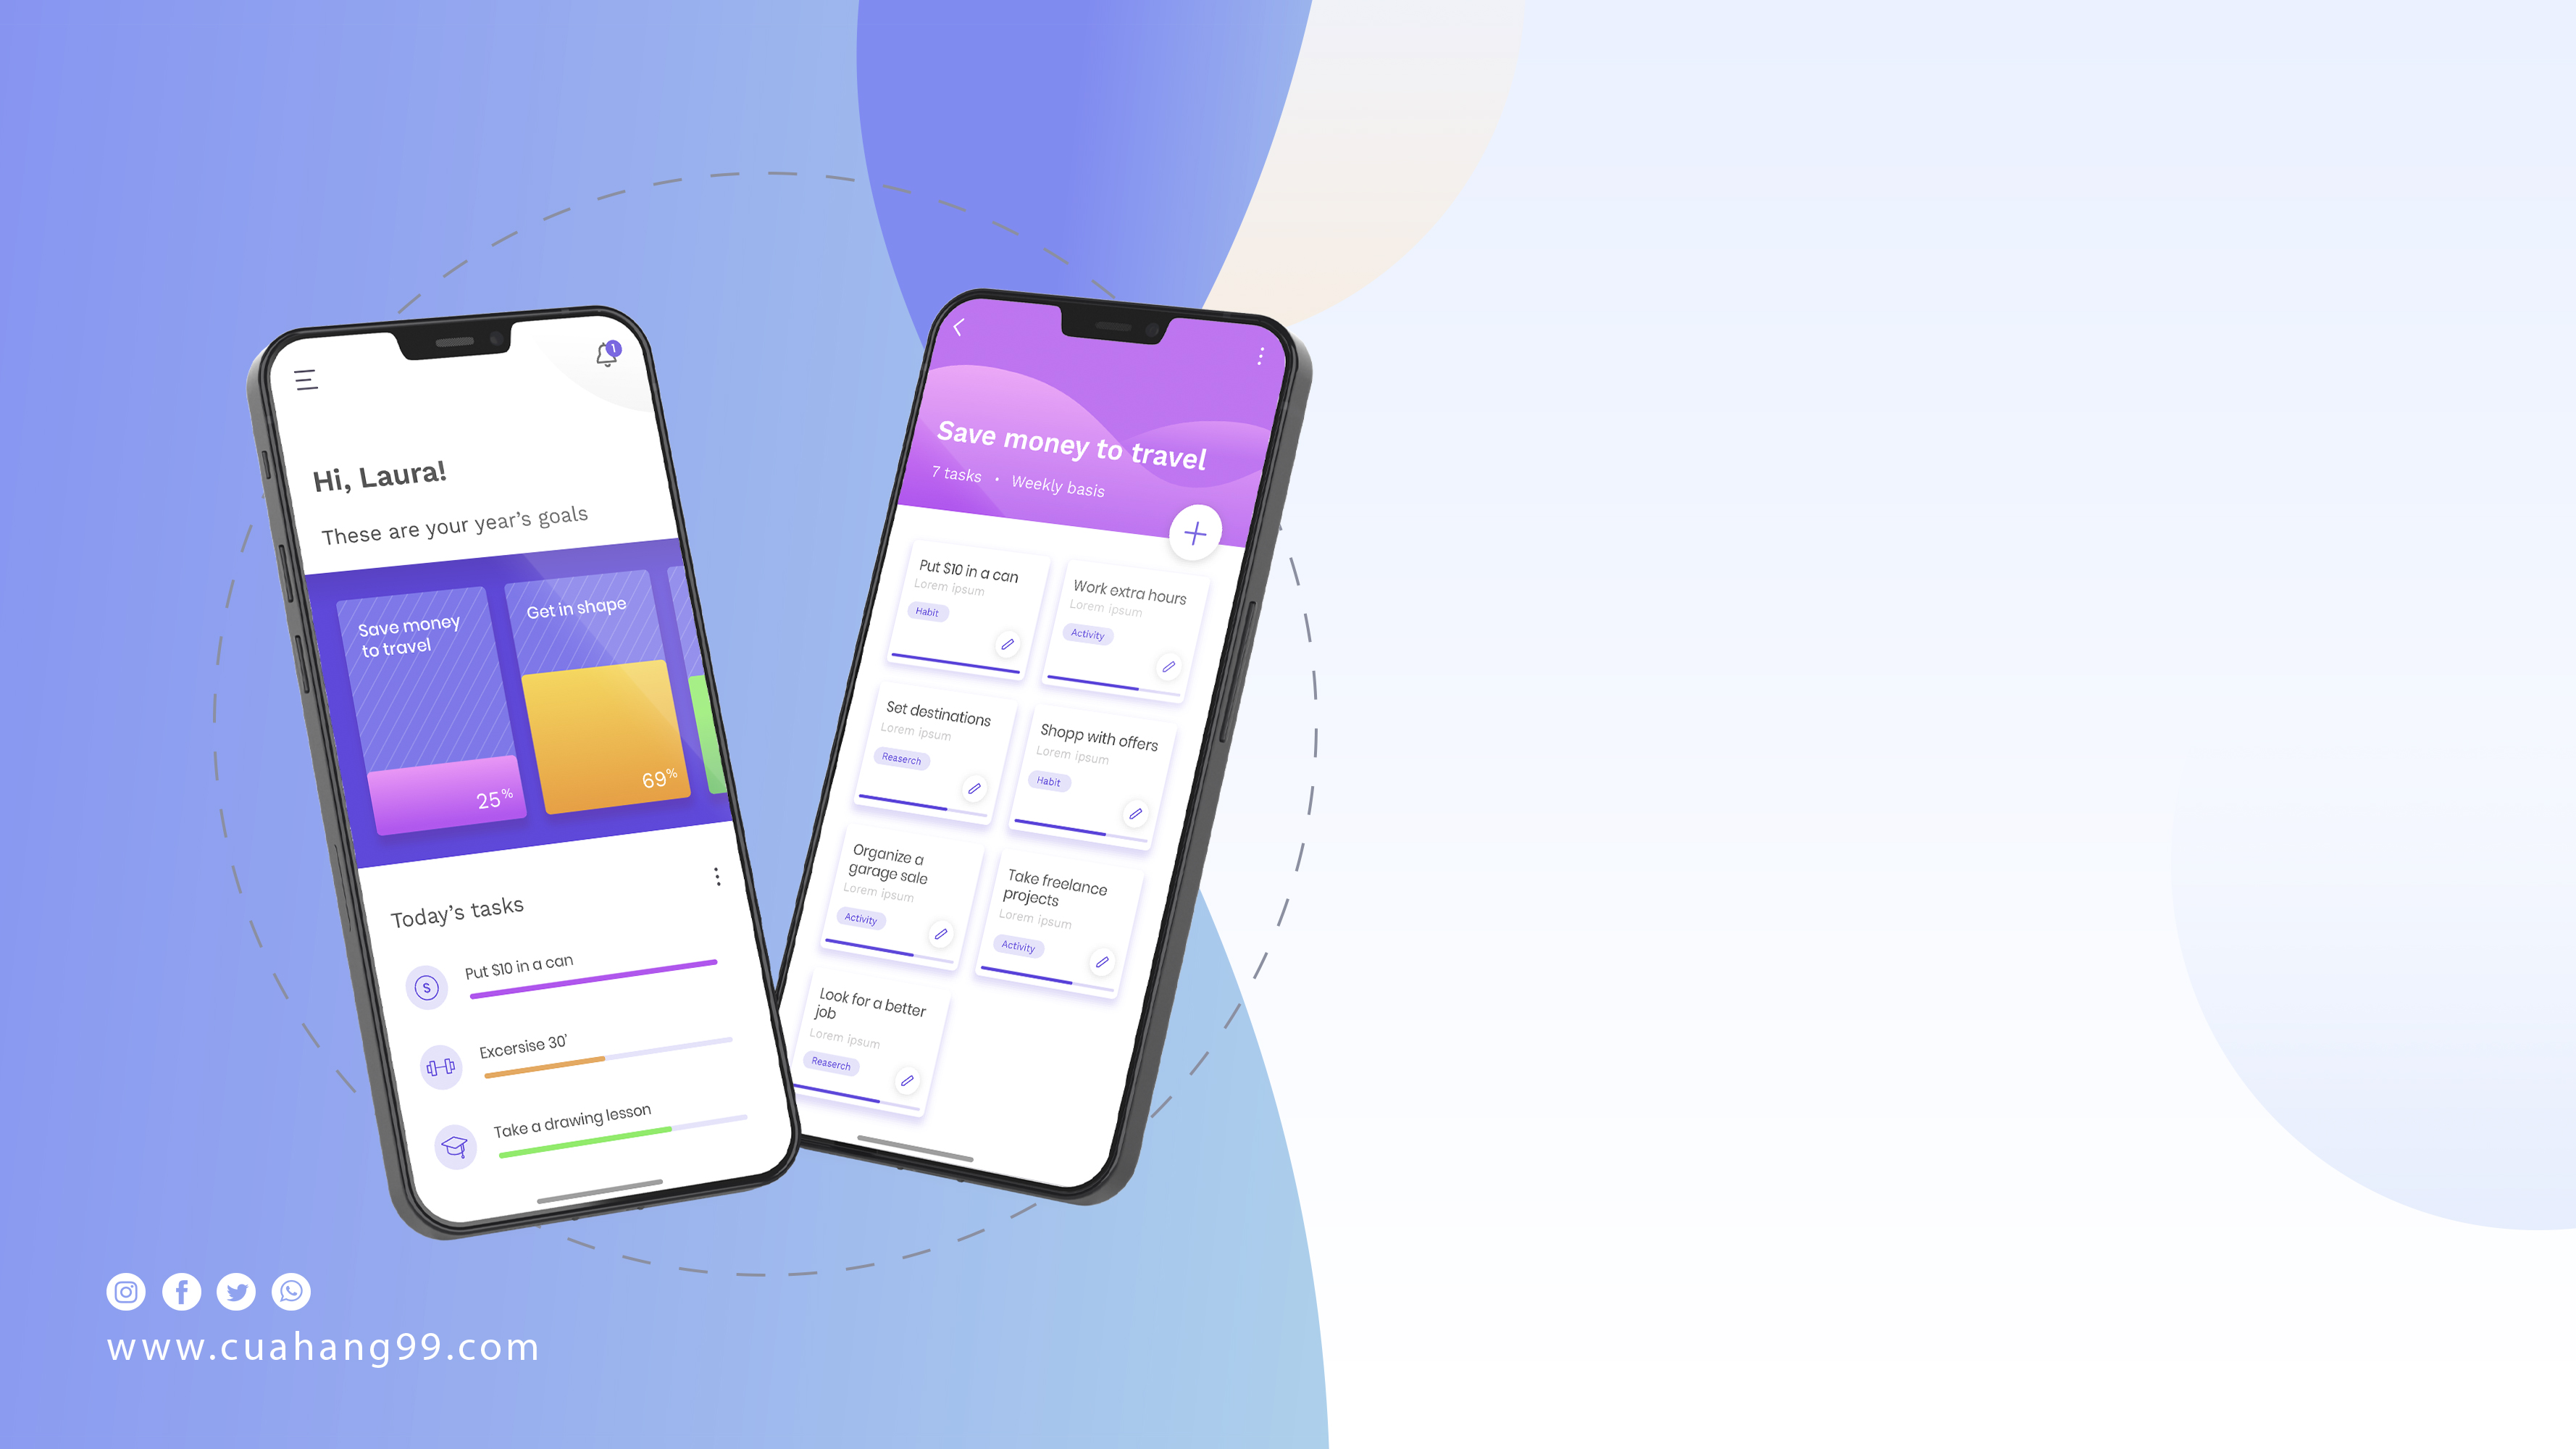 1
Hi, Laura!
These are your year's goals
Save money
to travel
25%
Get in shape
69%
Today's tasks
$
Put $10 in a can
Excersise 30'
Take a drawing lesson
Save money to travel
7 tasks • Weekly basis
Put $10 in a can
Lorem ipsum
Habit
Work extra hours
Lorem ipsum
Activity
Set destinations
Lorem ipsum
Reaserch
Shopp with offers
Lorem ipsum
Habit
Organize a
garage sale
Lorem ipsum
Activity
Take freelance
projects
Lorem ipsum
Activity
Look for a better
job
Lorem ipsum
Reaserch
www.cuahang99.com